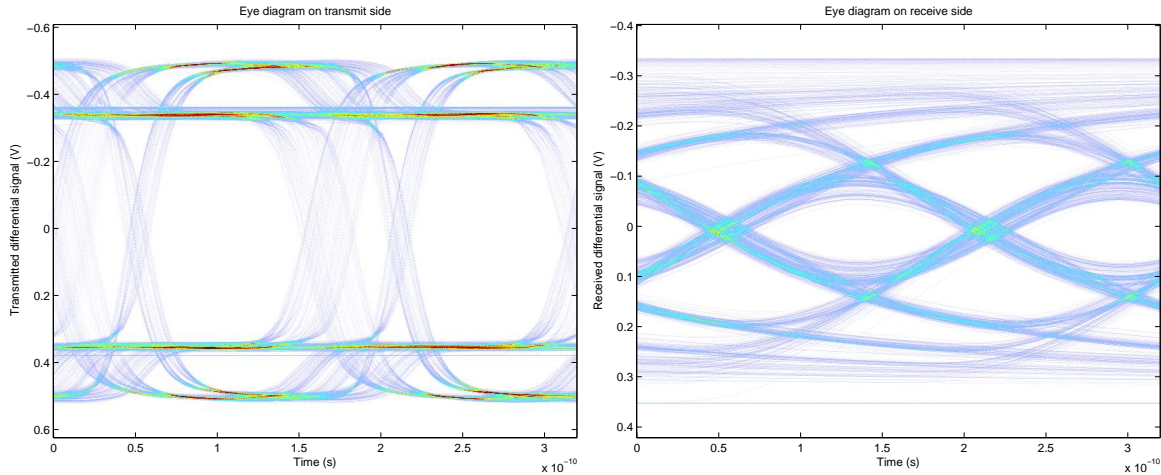 Eye diagram on transmit side
Transmitted differential signal (V)
−0.6
−0.4
−0.2
0
0.2
0.4
0.6
0 0.5 1 1.5 2 2.5 3
x 10−10
Time (s)
Eye diagram on receive side
Received differential signal (V)
−0.4
−0.3
−0.2
−0.1
0
0.1
0.2
0.3
0.4
0 0.5 1 1.5 2 2.5 3
x 10−10
Time (s)